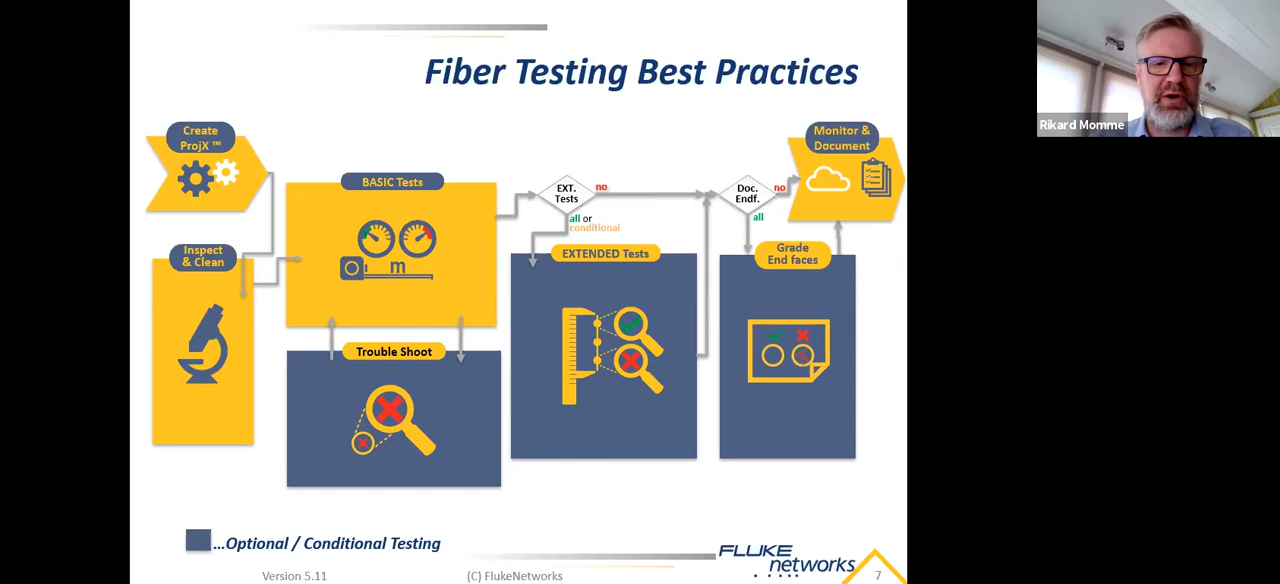 Fiber Testing Best Practices
Rikard Momme
Create
ProjX ™
Monitor &
Document
BASIC Tests
EXT.
Tests
no
Doc.
Endf.
no
all or
conditional
all
Inspect
& Clean
m
EXTENDED Tests
Grade
End faces
Trouble Shoot
...Optional / Conditional Testing
FLUKE
networks
Version 5.11
(C) FlukeNetworks
7